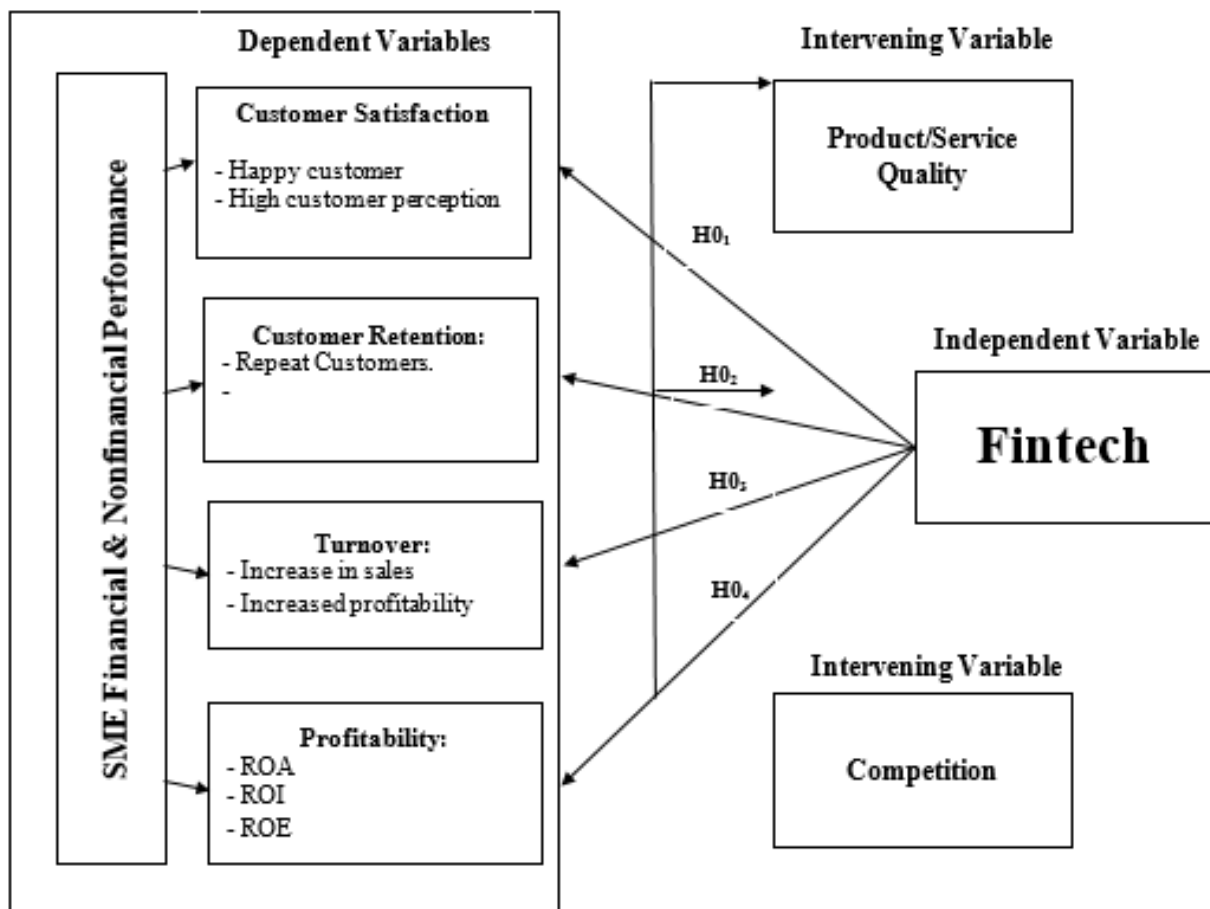 Dependent Variables
SME Financial & Nonfinancial Performance
Customer Satisfaction
- Happy customer
- High customer perception
Customer Retention:
- Repeat Customers.
-
Turnover:
- Increase in sales
- Increased profitability
Profitability:
- ROA
- ROI
- ROE
H0₁
H0₂
H0₃
H0₄
Intervening Variable
Product/Service
Quality
Independent Variable
Fintech
Intervening Variable
Competition